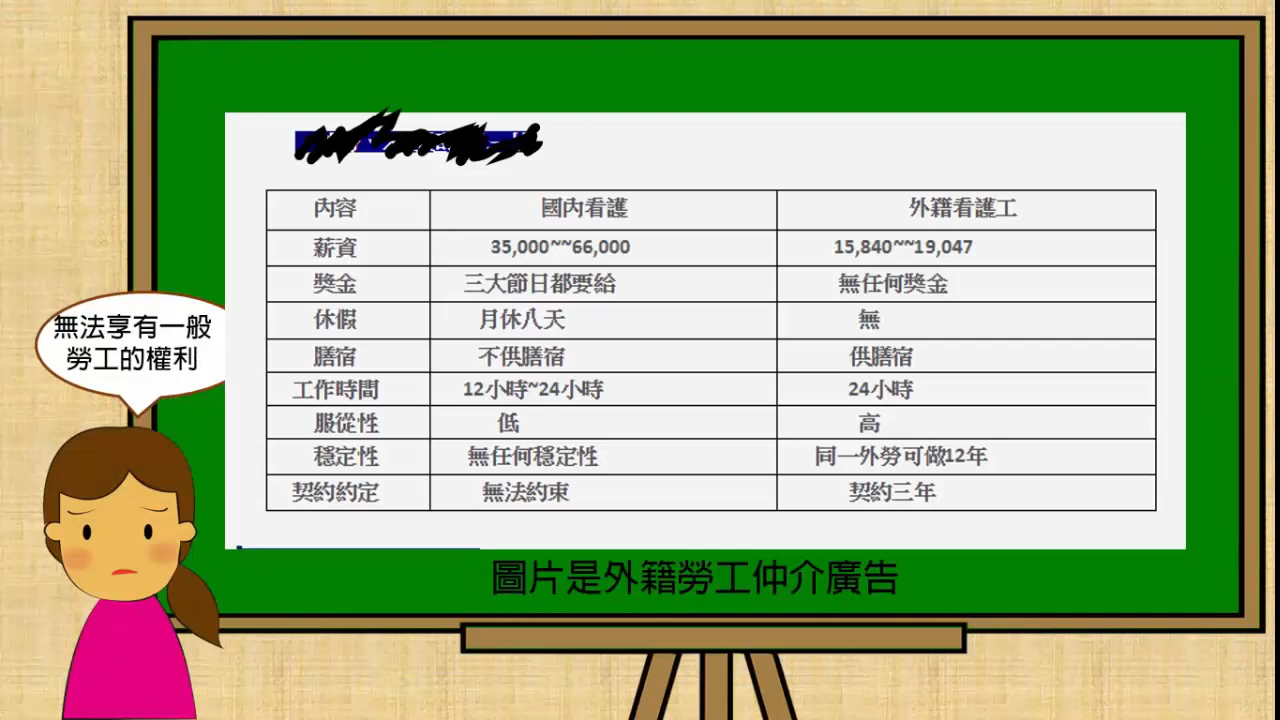 內容 國內看護 外籍看護工
薪資 35,000~~66,000 15,840~~19,047
獎金 三大節日都要給 無任何獎金
休假 月休八天 無
膳宿 不供膳宿 供膳宿
工作時間 12小時~24小時 24小時
服從性 低 高
穩定性 無任何穩定性 同一外勞可做12年
契約約定 無法約束 契約三年
無法享有一般
勞工的權利
圖片是外籍勞工仲介廣告